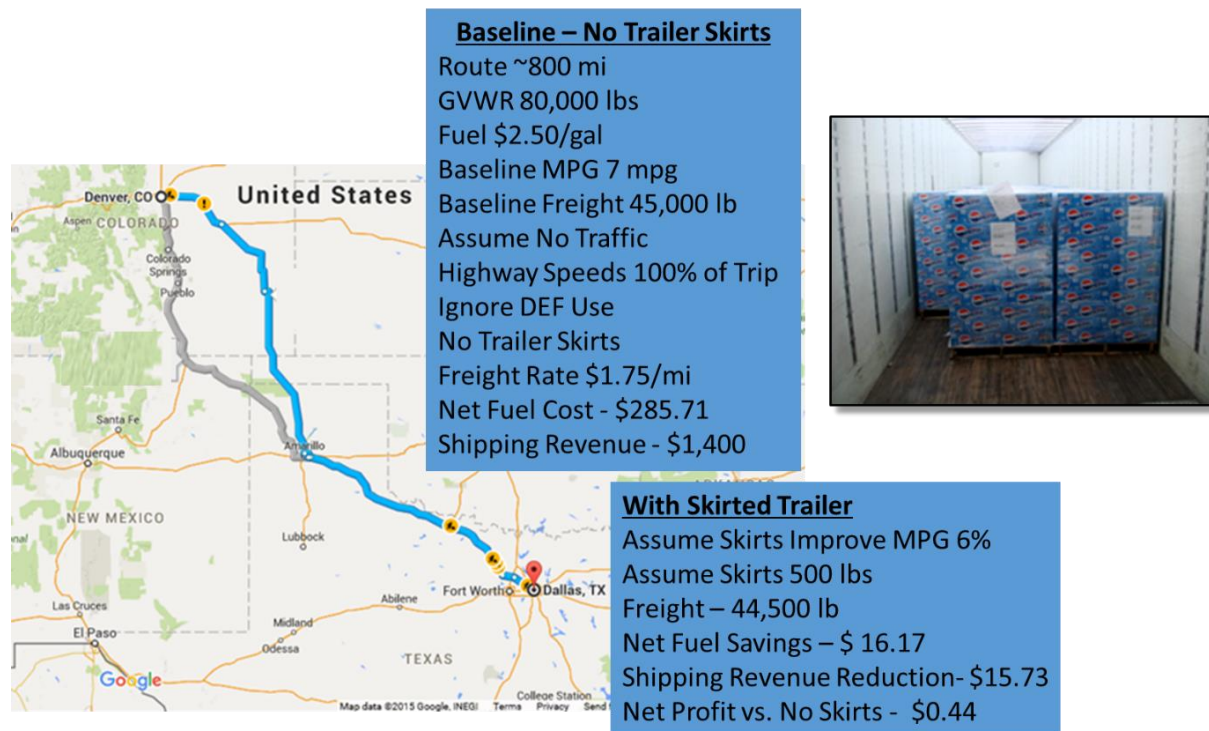 Baseline – No Trailer Skirts
Route ~800 mi
GVWR 80,000 lbs
Fuel $2.50/gal
Baseline MPG 7 mpg
Baseline Freight 45,000 lb
Assume No Traffic
Highway Speeds 100% of Trip
Ignore DEF Use
No Trailer Skirts
Freight Rate $1.75/mi
Net Fuel Cost - $285.71
Shipping Revenue - $1,400
United States
Denver, CO
Aspen
COLORADO
Colorado
Springs
Pueblo
Santa Fe
Albuquerque
Amarillo
NEW MEXICO
Lubbock
Las Cruces
El Paso
Abilene
Fort Worth
Dallas, TX
Midland
Odessa
TEXAS
College Station
Google
Map data ©2015 Google, INEGI Terms Privacy Send
With Skirted Trailer
Assume Skirts Improve MPG 6%
Assume Skirts 500 lbs
Freight – 44,500 lb
Net Fuel Savings – $ 16.17
Shipping Revenue Reduction- $15.73
Net Profit vs. No Skirts - $0.44